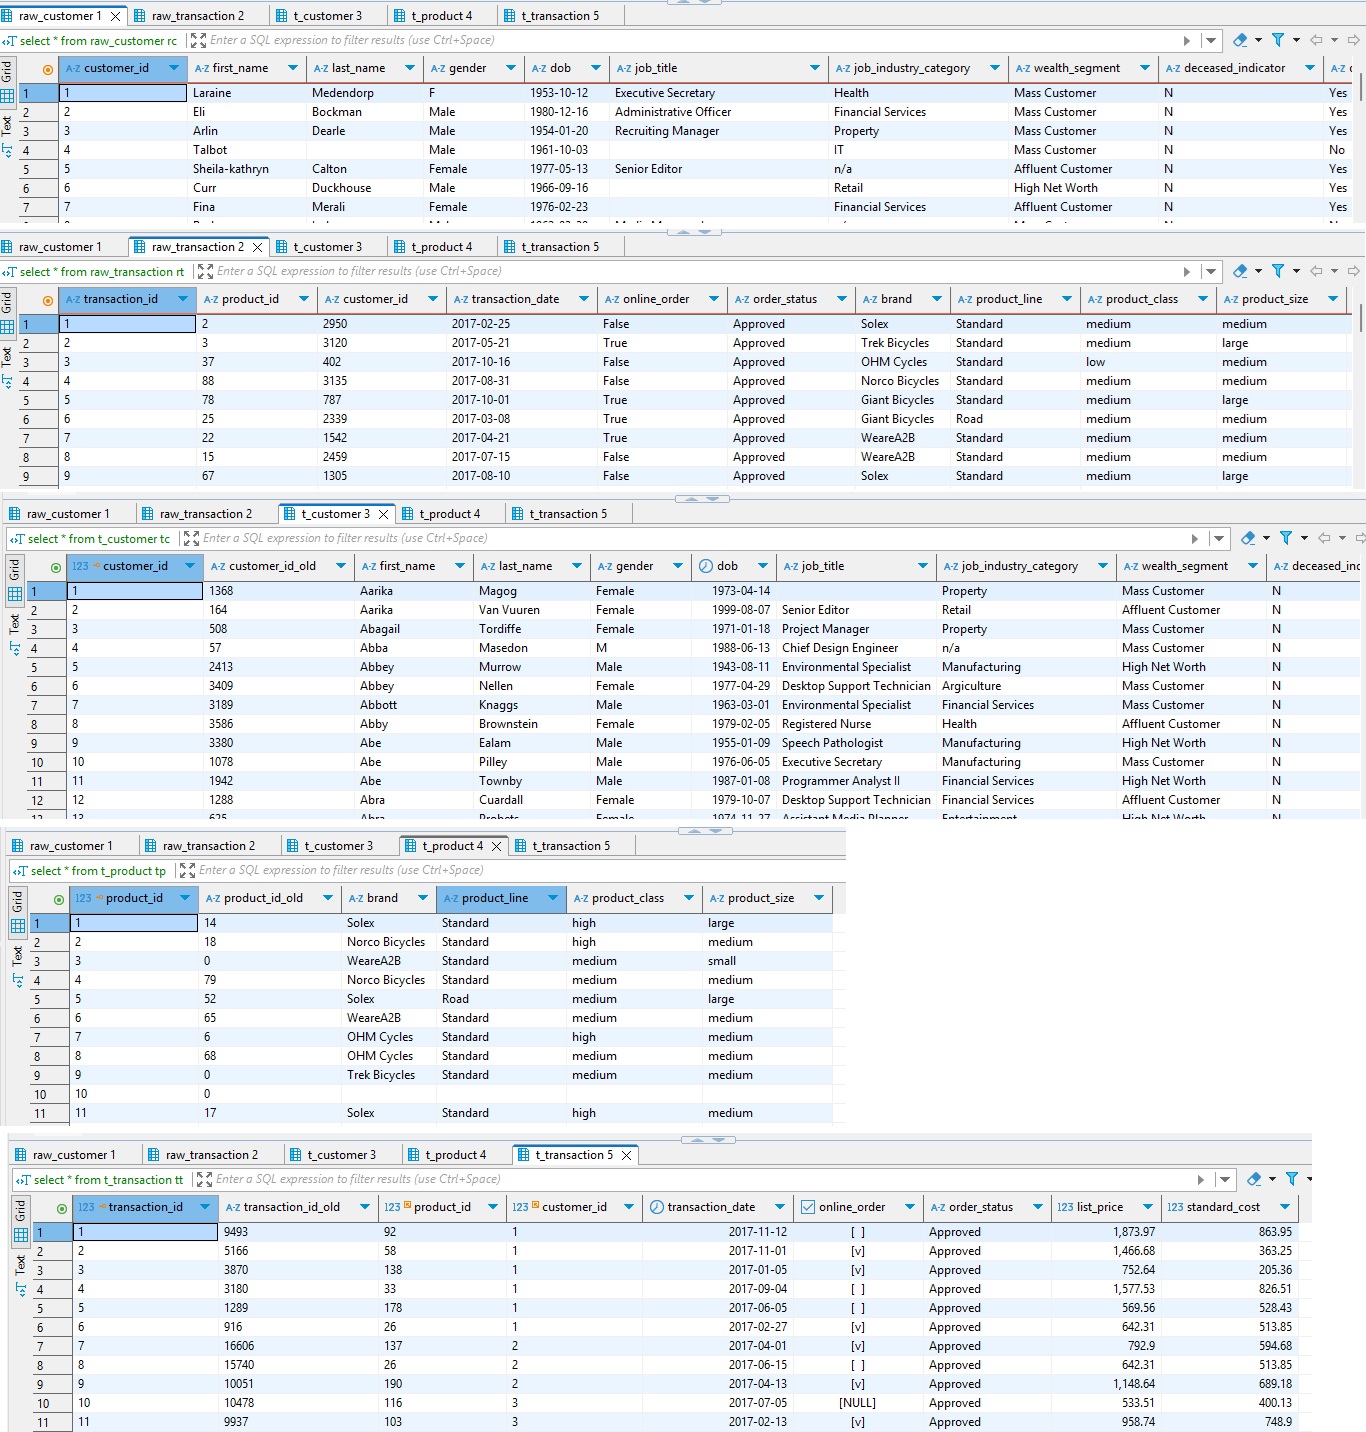 raw_customer 1 raw_transaction 2 t_customer 3 t_product 4 t_transaction 5
select * from raw_customer rc Enter a SQL expression to filter results (use Ctrl+Space)
Grid
Text
customer_id first_name last_name gender dob job_title job_industry_category wealth_segment deceased_indicator
1 1 Laraine Medendorp F 1953-10-12 Executive Secretary Health Mass Customer N Yes
2 2 Eli Bockman Male 1980-12-16 Administrative Officer Financial Services Mass Customer N Yes
3 3 Arlin Dearle Male 1954-01-20 Recruiting Manager Property Mass Customer N Yes
4 4 Talbot Male 1961-10-03 IT Mass Customer N No
5 5 Sheila-kathryn Calton Female 1977-05-13 Senior Editor n/a Affluent Customer N Yes
6 6 Curr Duckhouse Male 1966-09-16 Retail High Net Worth N Yes
7 7 Fina Merali Female 1976-02-23 Financial Services Affluent Customer N Yes
raw_customer 1 raw_transaction 2 t_customer 3 t_product 4 t_transaction 5
select * from raw_transaction rt Enter a SQL expression to filter results (use Ctrl+Space)
Grid
Text
transaction_id product_id customer_id transaction_date online_order order_status brand product_line product_class product_size
1 1 2 2950 2017-02-25 False Approved Solex Standard medium medium
2 2 3 3120 2017-05-21 True Approved Trek Bicycles Standard medium large
3 3 37 402 2017-10-16 False Approved OHM Cycles Standard low medium
4 4 88 3135 2017-08-31 False Approved Norco Bicycles Standard medium medium
5 5 78 787 2017-10-01 True Approved Giant Bicycles Standard medium large
6 6 25 2339 2017-03-08 True Approved Giant Bicycles Road medium medium
7 7 22 1542 2017-04-21 True Approved WeareA2B Standard medium medium
8 8 15 2459 2017-07-15 False Approved WeareA2B Standard medium medium
9 9 67 1305 2017-08-10 False Approved Solex Standard medium large
raw_customer 1 raw_transaction 2 t_customer 3 t_product 4 t_transaction 5
select * from t_customer tc Enter a SQL expression to filter results (use Ctrl+Space)
Grid
Text
customer_id customer_id_old first_name last_name gender dob job_title job_industry_category wealth_segment deceased_inc
1 1 1368 Aarika Magog Female 1973-04-14 Property Mass Customer N
2 2 164 Aarika Van Vuuren Female 1999-08-07 Senior Editor Retail Affluent Customer N
3 3 508 Abagail Tordiffe Female 1971-01-18 Project Manager Property Mass Customer N
4 4 57 Abba Masedon M 1988-06-13 Chief Design Engineer n/a Mass Customer N
5 5 2413 Abbey Murrow Male 1943-08-11 Environmental Specialist Manufacturing High Net Worth N
6 6 3409 Abbey Nellen Female 1977-04-29 Desktop Support Technician Argiculture Mass Customer N
7 7 3189 Abbott Knaggs Male 1963-03-01 Environmental Specialist Financial Services Mass Customer N
8 8 3586 Abby Brownstein Female 1979-02-05 Registered Nurse Health Affluent Customer N
9 9 3380 Abe Ealam Male 1955-01-09 Speech Pathologist Manufacturing High Net Worth N
10 10 1078 Abe Pilley Male 1976-06-05 Executive Secretary Manufacturing Mass Customer N
11 11 1942 Abe Townby Male 1987-01-08 Programmer Analyst II Financial Services High Net Worth N
12 12 1288 Abra Cuardall Female 1979-10-07 Desktop Support Technician Financial Services Affluent Customer N
raw_customer 1 raw_transaction 2 t_customer 3 t_product 4 t_transaction 5
select * from t_product tp Enter a SQL expression to filter results (use Ctrl+Space)
Grid
Text
product_id product_id_old brand product_line product_class product_size
1 1 14 Solex Standard high large
2 2 18 Norco Bicycles Standard high medium
3 3 0 WeareA2B Standard medium small
4 4 79 Norco Bicycles Standard medium medium
5 5 52 Solex Road medium large
6 6 65 WeareA2B Standard medium medium
7 7 6 OHM Cycles Standard high medium
8 8 68 OHM Cycles Standard medium medium
9 9 0 Trek Bicycles Standard medium medium
10 10 0
11 11 17 Solex Standard high medium
raw_customer 1 raw_transaction 2 t_customer 3 t_product 4 t_transaction 5
select * from t_transaction tt Enter a SQL expression to filter results (use Ctrl+Space)
Grid
Text
transaction_id transaction_id_old product_id customer_id transaction_date online_order order_status list_price standard_cost
1 1 9493 92 1 2017-11-12 [ ] Approved 1,873.97 863.95
2 2 5166 58 1 2017-11-01 [v] Approved 1,466.68 363.25
3 3 3870 138 1 2017-01-05 [v] Approved 752.64 205.36
4 4 3180 33 1 2017-09-04 [ ] Approved 1,577.53 826.51
5 5 1289 178 1 2017-06-05 [ ] Approved 569.56 528.43
6 6 916 26 1 2017-02-27 [v] Approved 642.31 513.85
7 7 16606 137 2 2017-04-01 [v] Approved 792.9 594.68
8 8 15740 26 2 2017-06-15 [ ] Approved 642.31 513.85
9 9 10051 190 2 2017-04-13 [v] Approved 1,148.64 689.18
10 10 10478 116 3 2017-07-05 [NULL] Approved 533.51 400.13
11 11 9937 103 3 2017-02-13 [v] Approved 958.74 748.9